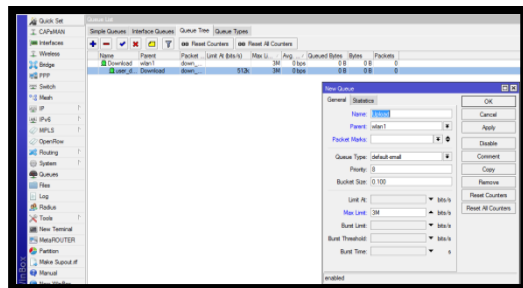 Quick Set
CAPsMAN
Interfaces
Wireless
Bridge
PPP
Switch
Mesh
IP
IPv6
MPLS
OpenFlow
Routing
System
Queues
Files
Log
Radius
Tools
New Terminal
MetaROUTER
Partition
Make Supout.rif
Manual
New WinBox
WinBox
Queue List
Simple Queues Interface Queues Queue Tree Queue Types
Reset Counters Reset All Counters
Name Parent Packet ... Limit At (bits/s) Max Li... Avg. ... Queued Bytes Bytes Packets
Download wlan1 down_... 3M 0 bps 0 B 0 B 0
user_d... Download down_... 512k 3M 0 bps 0 B 0 B 0
New Queue
General Statistics
Name: Upload
Parent: wlan1
Packet Marks:
Queue Type: default-small
Priority: 8
Bucket Size: 0.100
Limit At: bits/s
Max Limit: 3M bits/s
Burst Limit: bits/s
Burst Threshold: bits/s
Burst Time: s
OK
Cancel
Apply
Disable
Comment
Copy
Remove
Reset Counters
Reset All Counters
enabled